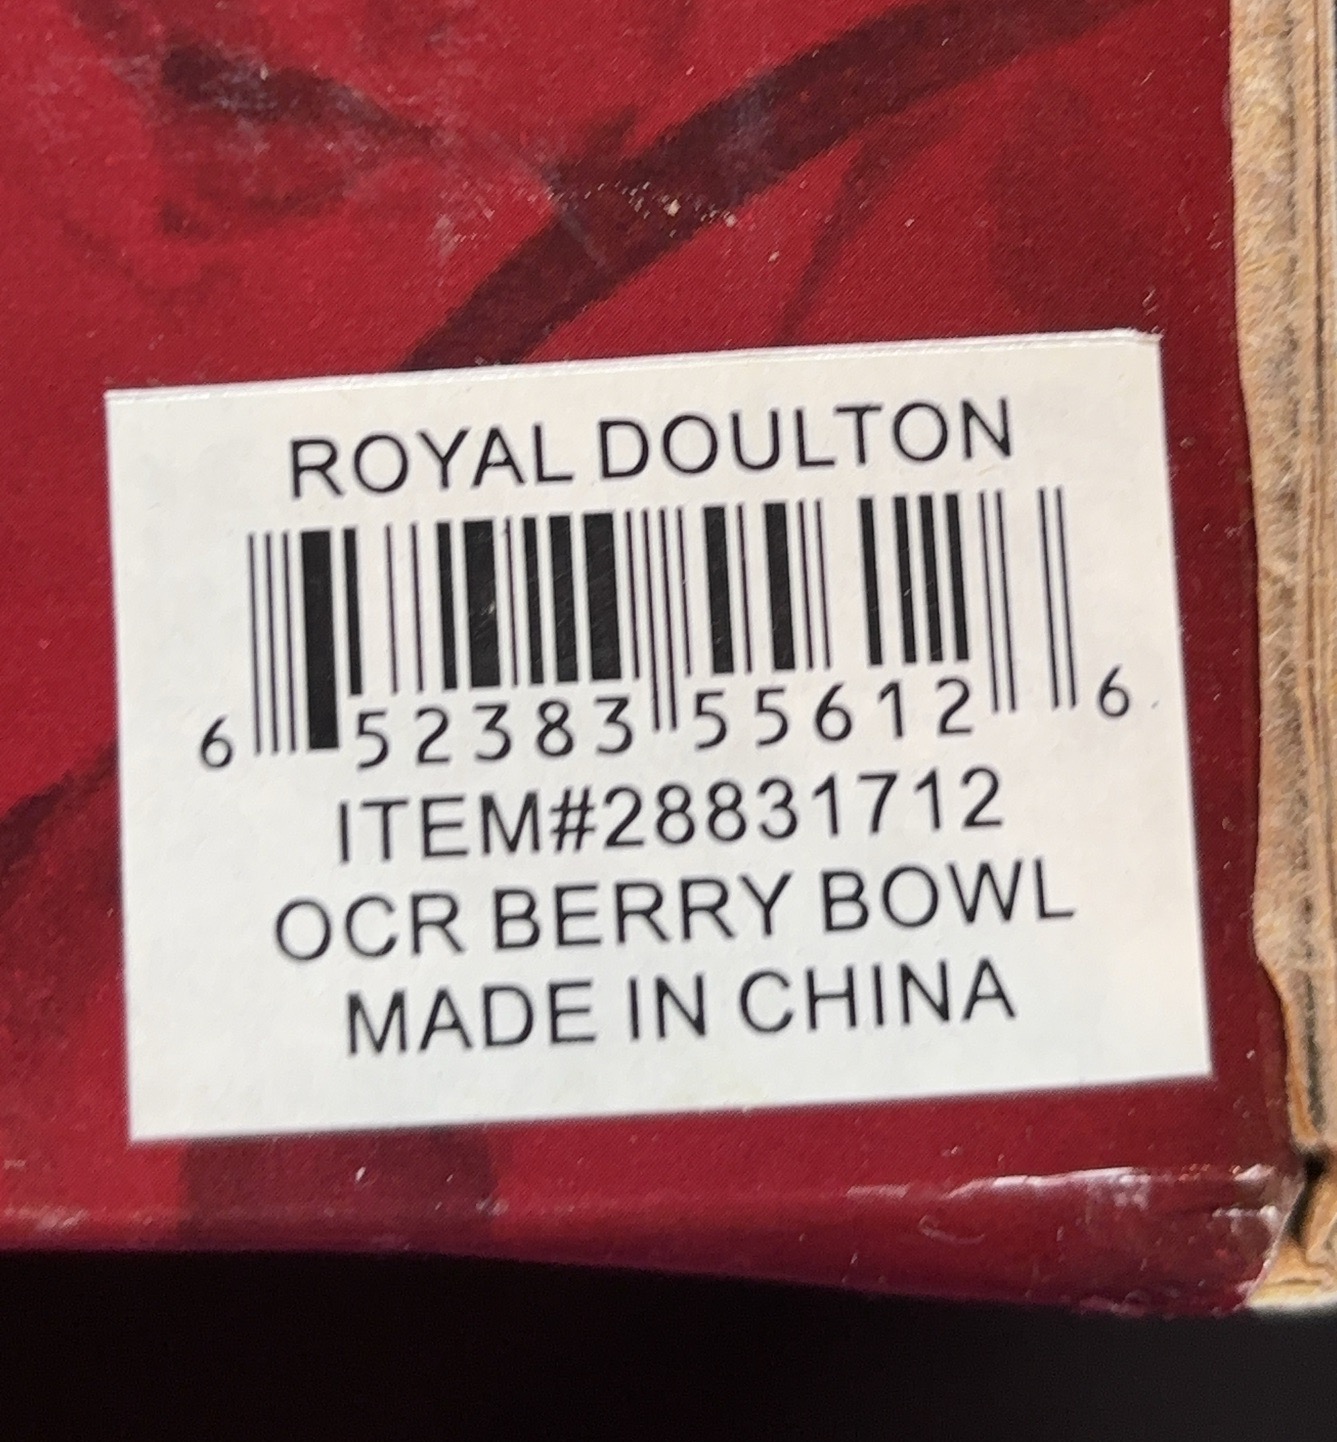 ROYAL DOULTON
6 52383 55612 6
ITEM#28831712
OCR BERRY BOWL
MADE IN CHINA